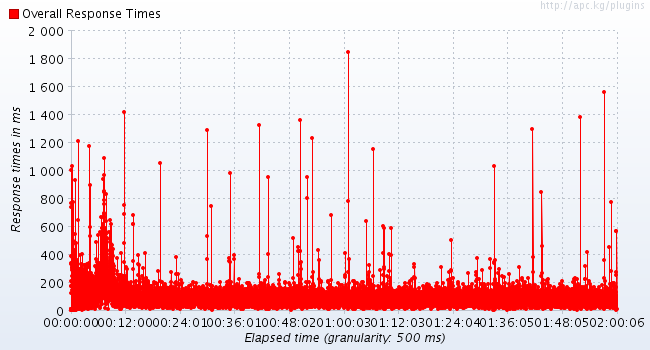 http://apc.kg/plugins
Overall Response Times
2 000
1 800
1 600
1 400
1 200
1 000
800
600
400
200
0
Response times in ms
00:00:00 00:12:00 00:24:01 00:36:01 00:48:02 01:00:03 01:12:03 01:24:04 01:36:05 01:48:05 02:00:06
Elapsed time (granularity: 500 ms)